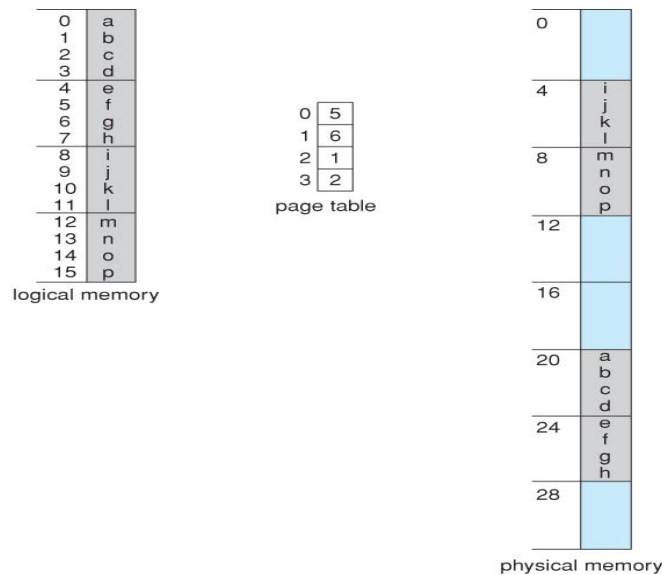 0 a
1 b
2 c
3 d
4 e
5 f
6 g
7 h
8 i
9 j
10 k
11 l
12 m
13 n
14 o
15 p
logical memory
0 5
1 6
2 1
3 2
page table
0
4 i
j
k
l
8 m
n
o
p
12
16
20 a
b
c
d
24 e
f
g
h
28
physical memory